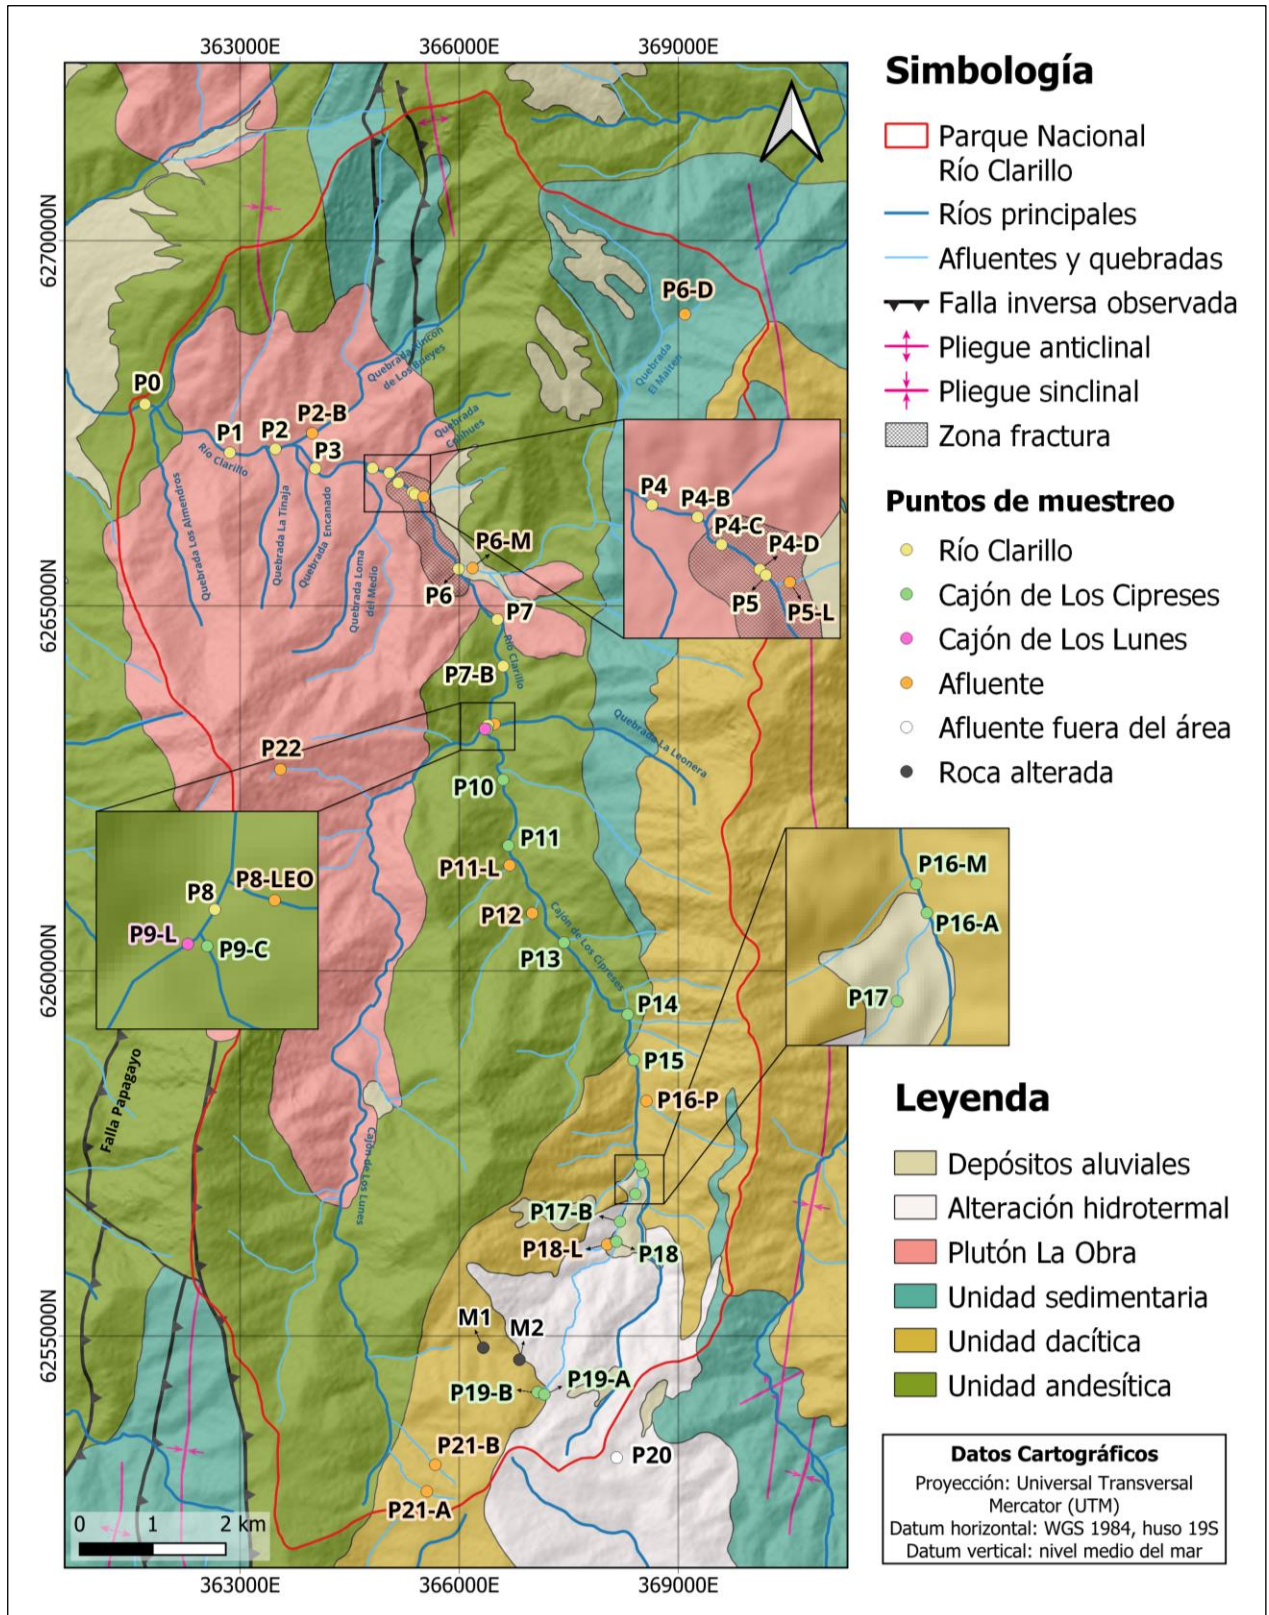 363000E
366000E
369000E
6270000N
6265000N
6260000N
6255000N
P6-D
Quebrada Rincón
de Los Bueyes
Quebrada
El Maitén
P0
P1
P2
P2-B
P3
Río Clarillo
Quebrada
Coihues
Quebrada Los Almendros
Quebrada La Tinaja
Quebrada Encanado
Quebrada Loma
del Medio
P4
P4-B
P4-C
P4-D
P5
P5-L
P6-M
P6
P7
Río Clarillo
P7-B
P22
Quebrada La Leonera
P10
P8-LEO
P8
P9-L
P9-C
P11
P11-L
P12
Cajón de Los Cipreses
P13
P16-M
P16-A
P17
P14
P15
P16-P
Falla Papagayo
Cajón de Los Lunes
P17-B
P18-L
P18
M1
M2
P19-A
P19-B
P21-B
P20
P21-A
0 1 2 km
363000E
366000E
369000E
Simbología
Parque Nacional
Río Clarillo
Ríos principales
Afluentes y quebradas
Falla inversa observada
Pliegue anticlinal
Pliegue sinclinal
Zona fractura
Puntos de muestreo
Río Clarillo
Cajón de Los Cipreses
Cajón de Los Lunes
Afluente
Afluente fuera del área
Roca alterada
Leyenda
Depósitos aluviales
Alteración hidrotermal
Plutón La Obra
Unidad sedimentaria
Unidad dacítica
Unidad andesítica
Datos Cartográficos
Proyección: Universal Transversal
Mercator (UTM)
Datum horizontal: WGS 1984, huso 19S
Datum vertical: nivel medio del mar